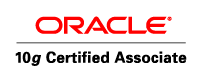 ORACLE®
10g Certified Associate